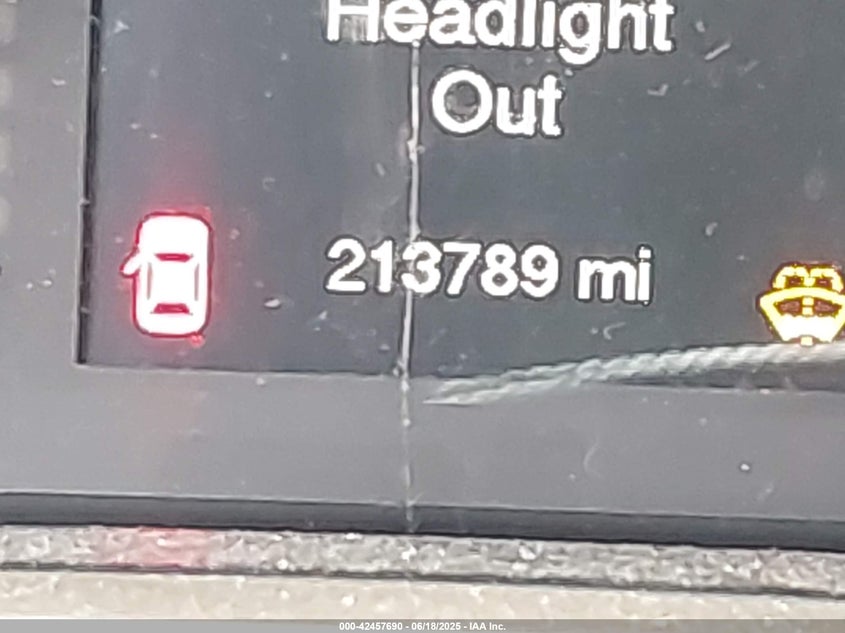 Headlight
Out
213789 mi
000-42457690 - 06/18/2025 - IAA Inc.